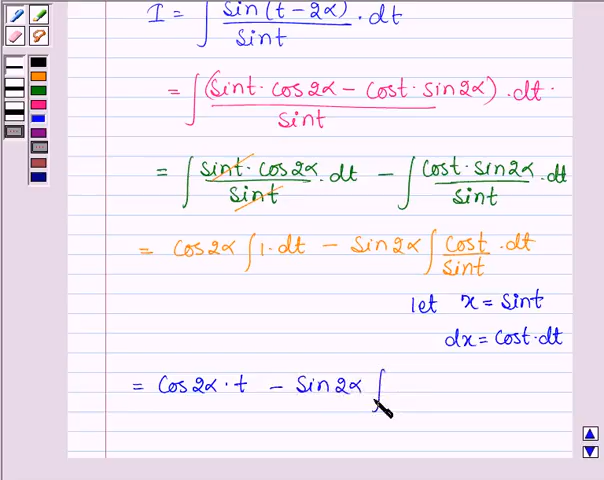 I = ∫ sin(t − 2α)/sint · dt
= ∫ (sint · cos2α − cost · sin2α)/sint · dt ·
= ∫ sint · cos2α/sint · dt − ∫ cost · sin2α/sint · dt
= cos2α ∫ 1 · dt − sin2α ∫ cost/sint · dt
let x = sint
dx = cost · dt
= cos2α · t − sin2α ∫